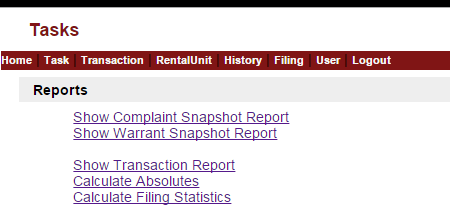 Tasks
Home | Task | Transaction | RentalUnit | History | Filing | User | Logout
Reports
Show Complaint Snapshot Report
Show Warrant Snapshot Report
Show Transaction Report
Calculate Absolutes
Calculate Filing Statistics